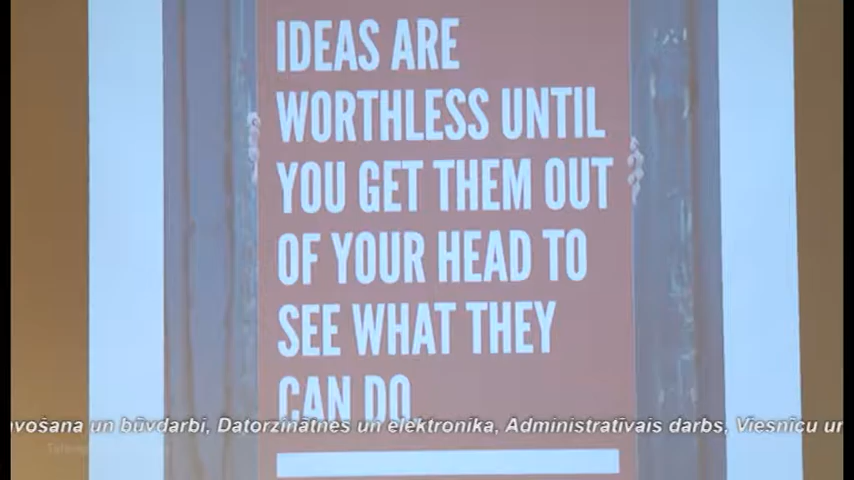 IDEAS ARE
WORTHLESS UNTIL
YOU GET THEM OUT
OF YOUR HEAD TO
SEE WHAT THEY
CAN DO
un būvdarbi, Datorzinātnes un elektronika, Administratīvais darbs, Viesnīcu un